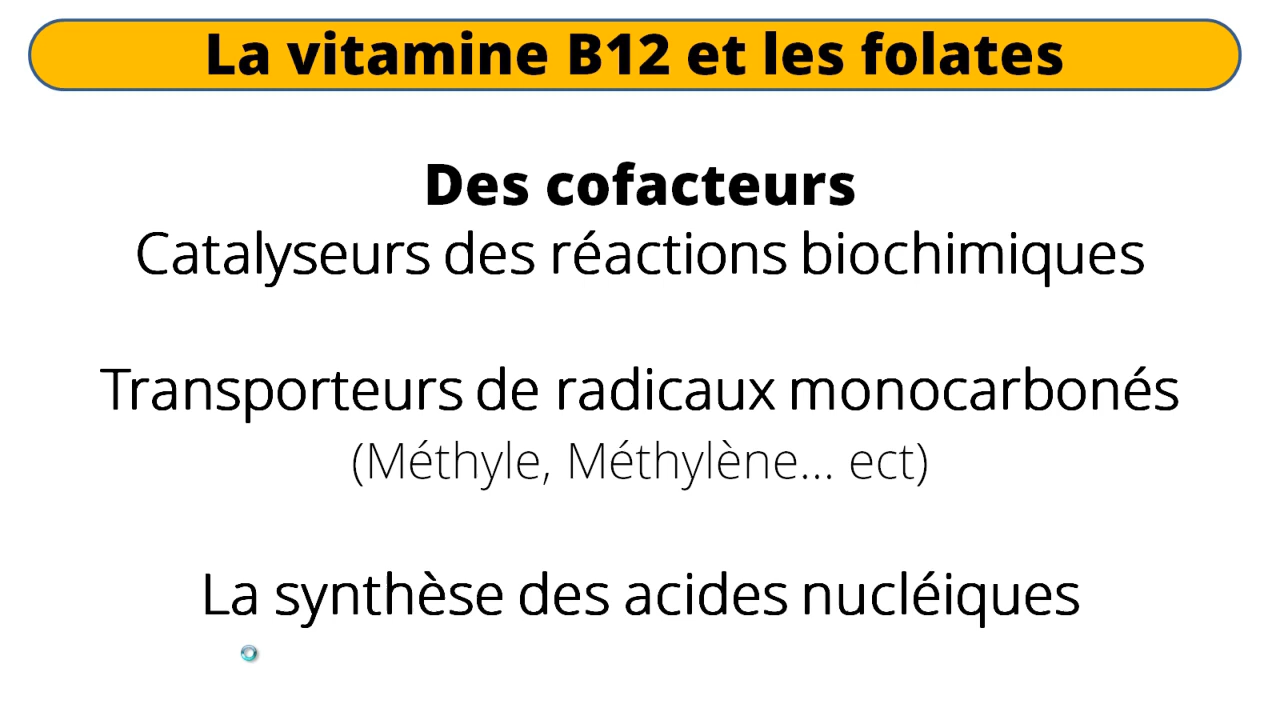 La vitamine B12 et les folates
Des cofacteurs
Catalyseurs des réactions biochimiques
Transporteurs de radicaux monocarbonés
(Méthyle, Méthylène... ect)
La synthèse des acides nucléiques